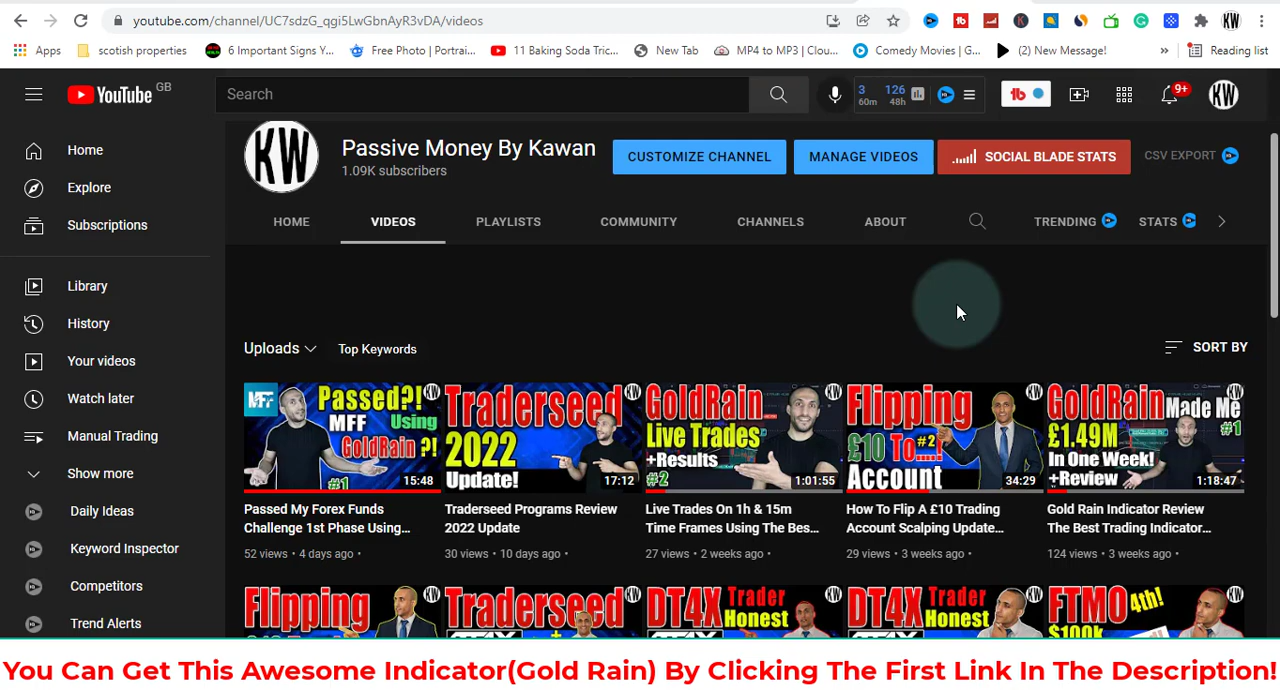 youtube.com/channel/UC7sdzG_qgi5LwGbnAyR3vDA/videos
Apps
scotish properties
6 Important Signs Y...
Free Photo | Portrai...
11 Baking Soda Tric...
New Tab
MP4 to MP3 | Clou...
Comedy Movies | G...
(2) New Message!
»
Reading list
YouTube GB
Search
3 60m
126 48h
9+
KW
Home
Explore
Subscriptions
Library
History
Your videos
Watch later
Manual Trading
Show more
Daily Ideas
Keyword Inspector
Competitors
Trend Alerts
KW
Passive Money By Kawan
1.09K subscribers
CUSTOMIZE CHANNEL
MANAGE VIDEOS
SOCIAL BLADE STATS
CSV EXPORT
HOME
VIDEOS
PLAYLISTS
COMMUNITY
CHANNELS
ABOUT
TRENDING
STATS
Uploads
Top Keywords
SORT BY
Passed?!
MFF Using
GoldRain ?!
#1
15:48
Passed My Forex Funds
Challenge 1st Phase Using...
52 views • 4 days ago •
Traderseed
2022
Update!
17:12
Traderseed Programs Review
2022 Update
30 views • 10 days ago •
GoldRain
Live Trades
+Results
#2
1:01:55
Live Trades On 1h & 15m
Time Frames Using The Bes...
27 views • 2 weeks ago •
Flipping
£10 To...!
#2
Account
34:29
How To Flip A £10 Trading
Account Scalping Update...
29 views • 3 weeks ago •
GoldRain Made Me
£1.49M #1
In One Week!
+Review
1:18:47
Gold Rain Indicator Review
The Best Trading Indicator...
124 views • 3 weeks ago •
Flipping
Traderseed
DT4X Trader
Honest
DT4X Trader
Honest
FTMO 4th!
$100k
You Can Get This Awesome Indicator(Gold Rain) By Clicking The First Link In The Description!